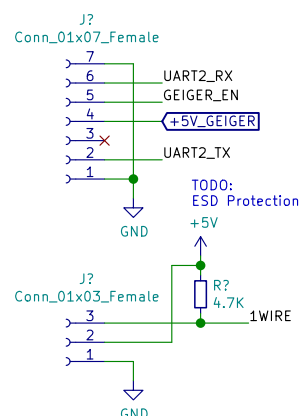 J?
Conn_01x07_Female
7
6
UART2_RX
5
GEIGER_EN
4
+5V_GEIGER
3
2
UART2_TX
1
GND
TODO:
ESD Protection
+5V
J?
Conn_01x03_Female
R?
4.7K
3
1WIRE
2
1
GND